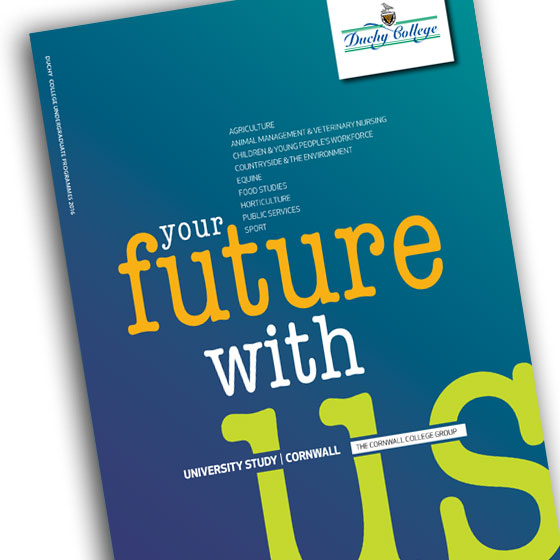 Duchy College
DUCHY COLLEGE UNDERGRADUATE PROGRAMMES 2016
AGRICULTURE
ANIMAL MANAGEMENT & VETERINARY NURSING
CHILDREN & YOUNG PEOPLE'S WORKFORCE
COUNTRYSIDE & THE ENVIRONMENT
EQUINE
FOOD STUDIES
HORTICULTURE
PUBLIC SERVICES
SPORT
your
future
with
us
UNIVERSITY STUDY | CORNWALL
THE CORNWALL COLLEGE GROUP